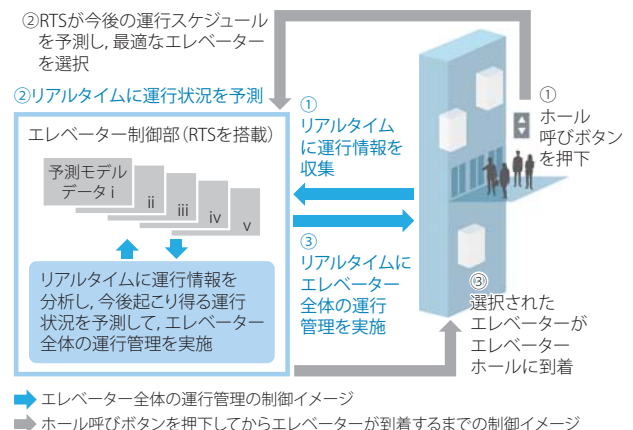 ②RTSが今後の運行スケジュール
を予測し, 最適なエレベーター
を選択
②リアルタイムに運行状況を予測
エレベーター制御部（RTSを搭載）
予測モデル
データ i
ii
iii
iv
v
リアルタイムに運行情報を
分析し, 今後起こり得る運行
状況を予測して, エレベーター
全体の運行管理を実施
①
リアルタイム
に運行情報を
収集
③
リアルタイムに
エレベーター
全体の運行
管理を実施
①
ホール
呼びボタン
を押下
③
選択された
エレベーターが
エレベーター
ホールに到着
エレベーター全体の運行管理の制御イメージ
ホール呼びボタンを押下してからエレベーターが到着するまでの制御イメージ